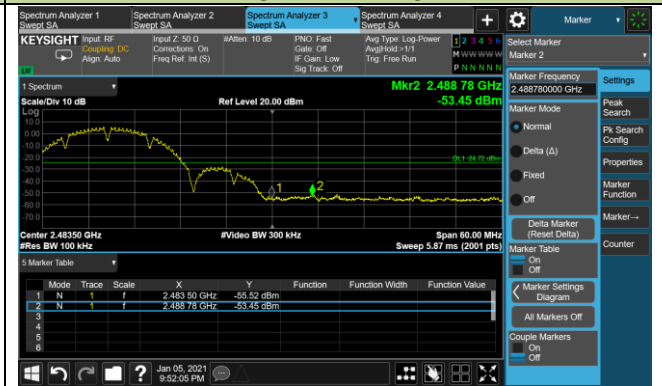 Spectrum Analyzer 1
Swept SA
Spectrum Analyzer 2
Swept SA
Spectrum Analyzer 3
Swept SA
Spectrum Analyzer 4
Swept SA
+
Marker
KEYSIGHT
Input: RF
Coupling: DC
Align: Auto
Input Z: 50 Ω
Corrections: On
Freq Ref: Int (S)
#Atten: 10 dB
PNO: Fast
Gate: Off
IF Gain: Low
Sig Track: Off
Avg Type: Log-Power
Avg|Hold:>1/1
Trig: Free Run
1 2 3 4 5 6
M W W W W W
P N N N N N
Select Marker
Marker 2
1 Spectrum
Scale/Div 10 dB
Log
Ref Level 20.00 dBm
Mkr2 2.488 78 GHz
-53.45 dBm
10.0
0.00
-10.0
-20.0
-30.0
-40.0
-50.0
-60.0
-70.0
DL1 -24.72 dBm
1
2
Center 2.48350 GHz
#Res BW 100 kHz
#Video BW 300 kHz
Span 60.00 MHz
Sweep 5.87 ms (2001 pts)
5 Marker Table
Mode Trace Scale X Y Function Function Width Function Value
1 N 1 f 2.483 50 GHz -55.52 dBm
2 N 1 f 2.488 78 GHz -53.45 dBm
3
4
5
6
Marker Frequency
2.488780000 GHz
Marker Mode
Normal
Delta (Δ)
Fixed
Off
Delta Marker
(Reset Delta)
Marker Table
On
Off
Marker Settings
Diagram
All Markers Off
Couple Markers
On
Off
Settings
Peak
Search
Pk Search
Config
Properties
Marker
Function
Marker→
Counter
?
Jan 05, 2021
9:52:05 PM